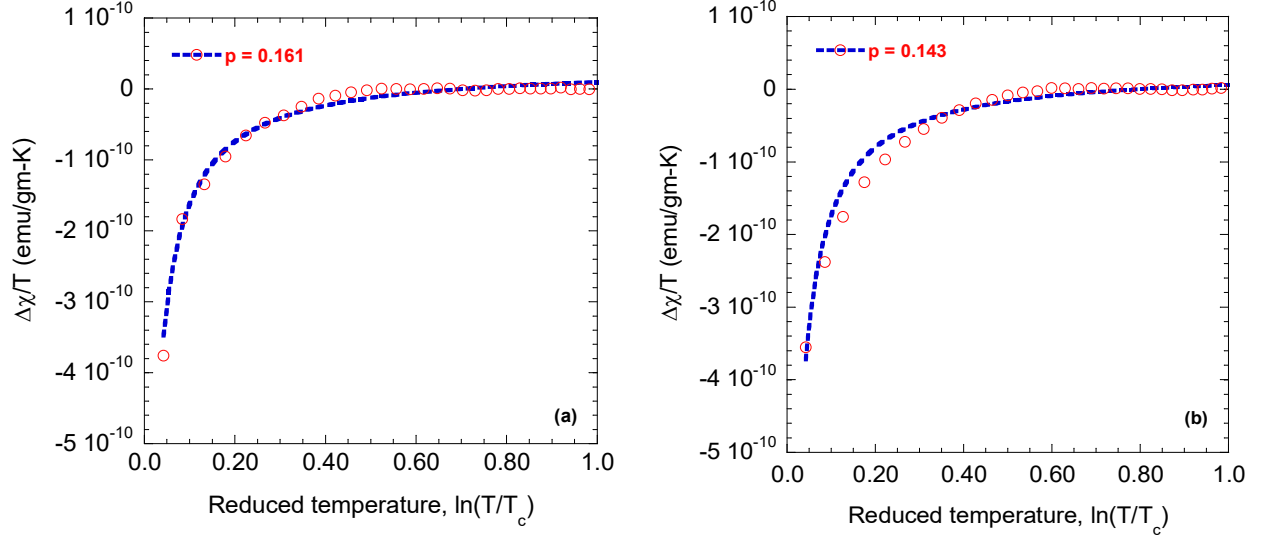 1 10⁻¹⁰
0
-1 10⁻¹⁰
-2 10⁻¹⁰
-3 10⁻¹⁰
-4 10⁻¹⁰
-5 10⁻¹⁰
Δχ/T (emu/gm-K)
p = 0.161
(a)
0.0 0.20 0.40 0.60 0.80 1.0
Reduced temperature, ln(T/T_c)
1 10⁻¹⁰
0
-1 10⁻¹⁰
-2 10⁻¹⁰
-3 10⁻¹⁰
-4 10⁻¹⁰
-5 10⁻¹⁰
Δχ/T (emu/gm-K)
p = 0.143
(b)
0.0 0.20 0.40 0.60 0.80 1.0
Reduced temperature, ln(T/T_c)